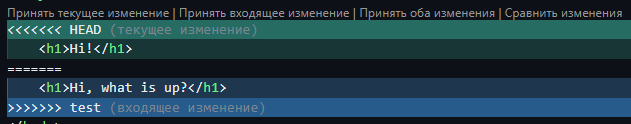 Принять текущее изменение | Принять входящее изменение | Принять оба изменения | Сравнить изменения
<<<<<<< HEAD (текущее изменение)
<h1>Hi!</h1>
=======
<h1>Hi, what is up?</h1>
>>>>>>> test (входящее изменение)